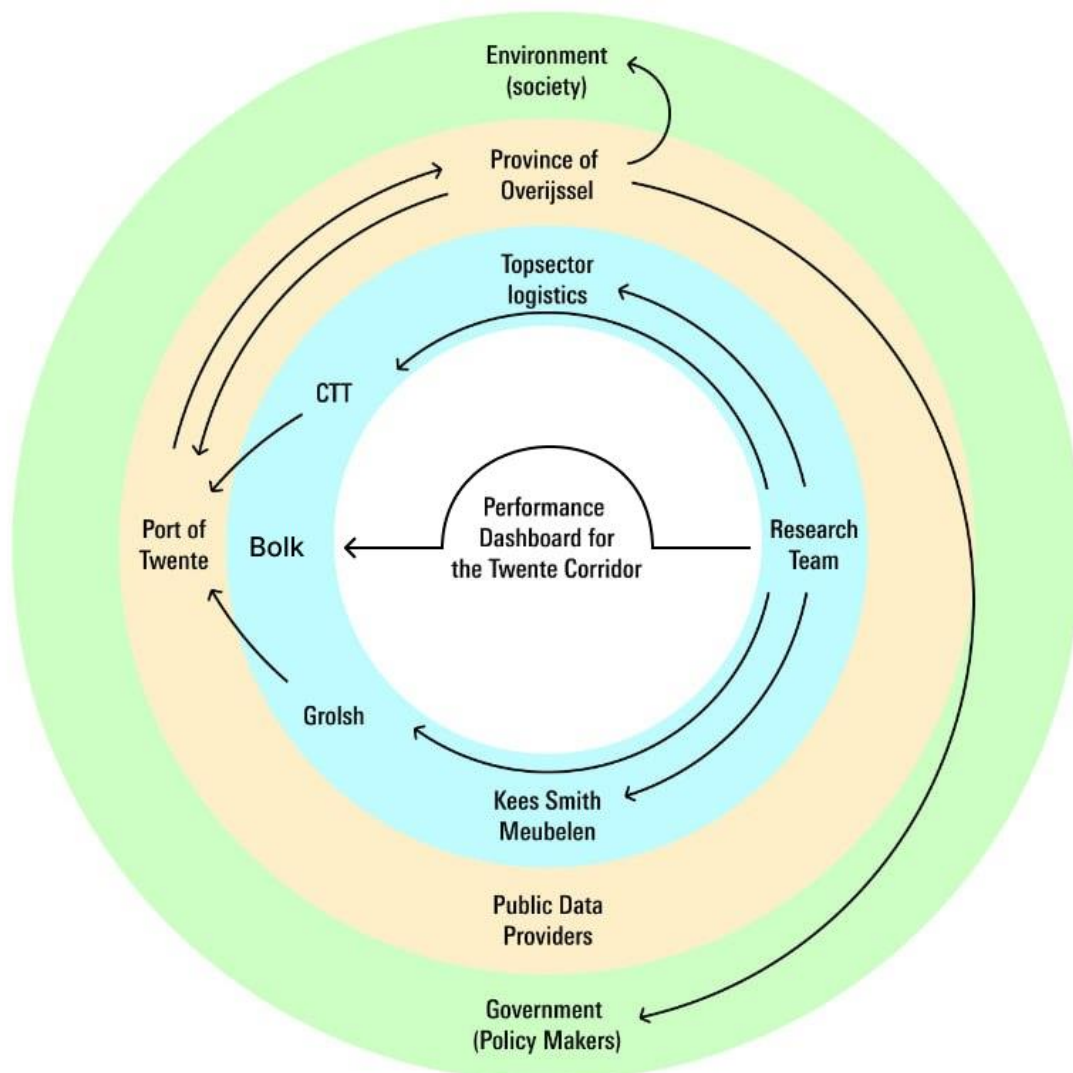 Environment
(society)
Province of
Overijssel
Topsector
logistics
CTT
Port of
Twente
Bolk
Performance
Dashboard for
the Twente Corridor
Research
Team
Grolsh
Kees Smith
Meubelen
Public Data
Providers
Government
(Policy Makers)